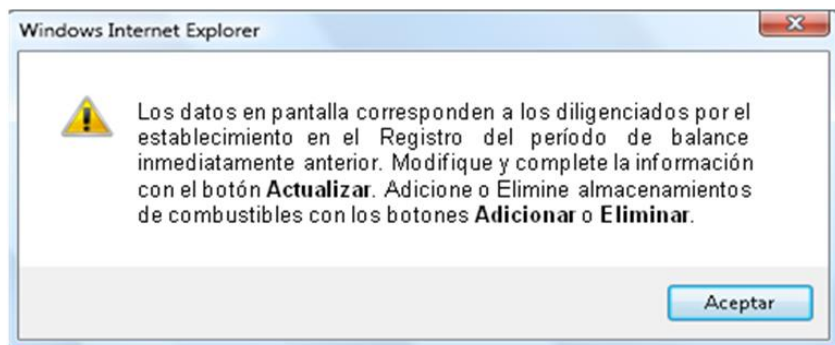 Windows Internet Explorer
Los datos en pantalla corresponden a los diligenciados por el
establecimiento en el Registro del período de balance
inmediatamente anterior. Modifique y complete la información
con el botón Actualizar. Adicione o Elimine almacenamientos
de combustibles con los botones Adicionar o Eliminar.
Aceptar